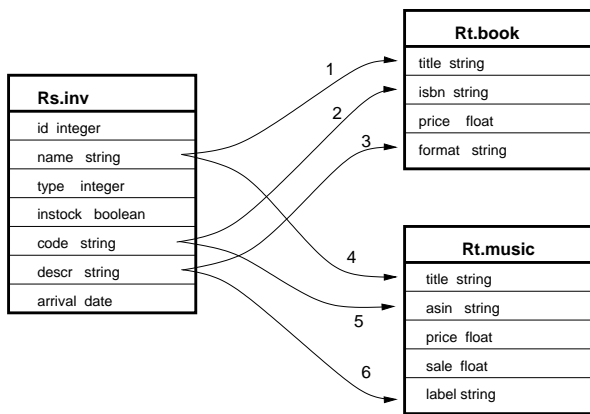 Rs.inv
id integer
name string
type integer
instock boolean
code string
descr string
arrival date
1
2
3
4
5
6
Rt.book
title string
isbn string
price float
format string
Rt.music
title string
asin string
price float
sale float
label string